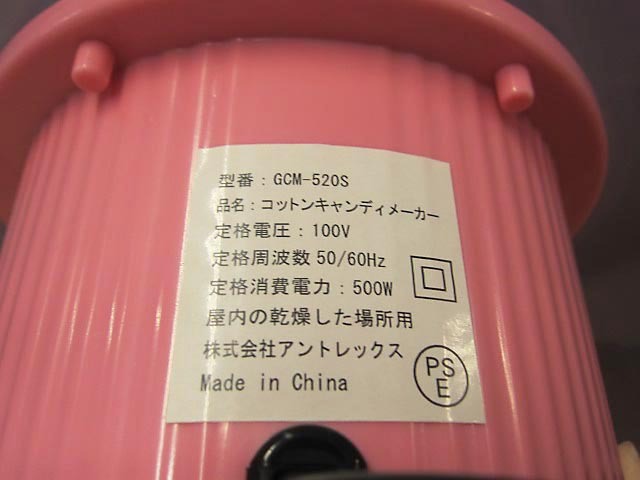 型番：GCM-520S
品名：コットンキャンディメーカー
定格電圧：100V
定格周波数 50/60Hz
定格消費電力：500W
屋内の乾燥した場所用
株式会社アントレックス
Made in China
PS
E